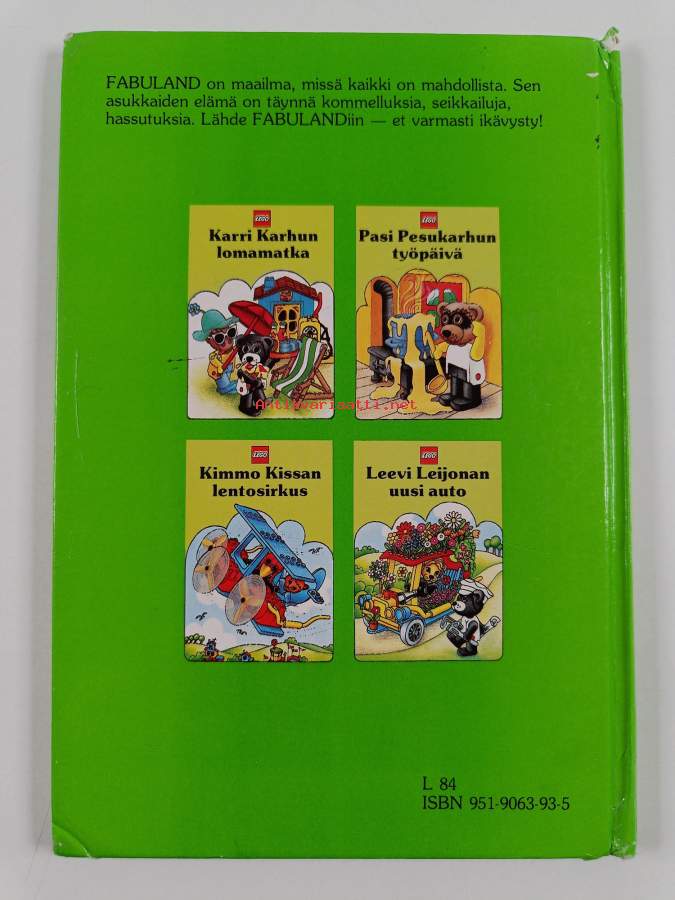 FABULAND on maailma, missä kaikki on mahdollista. Sen
asukkaiden elämä on täynnä kommelluksia, seikkailuja,
hassutuksia. Lähde FABULANDiin — et varmasti ikävysty!
LEGO
Karri Karhun
lomamatka
LEGO
Pasi Pesukarhun
työpäivä
Antikvariaatti.net
LEGO
Kimmo Kissan
lentosirkus
LEGO
Leevi Leijonan
uusi auto
L 84
ISBN 951-9063-93-5